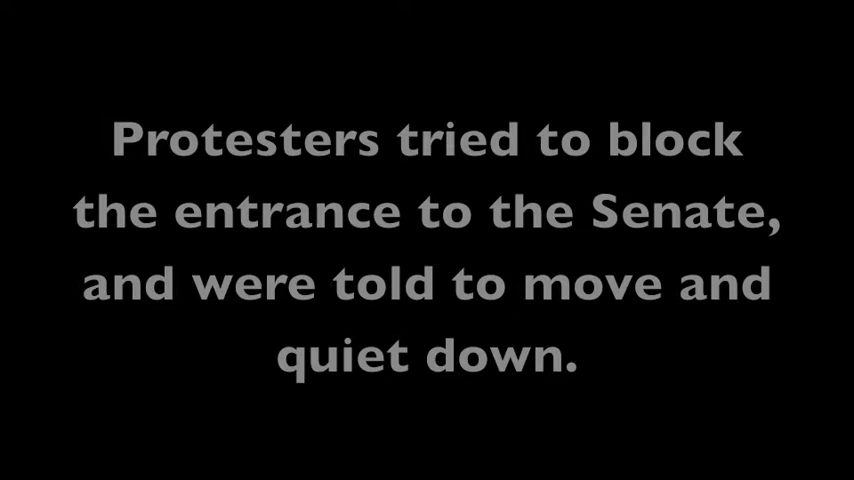 Protesters tried to block
the entrance to the Senate,
and were told to move and
quiet down.